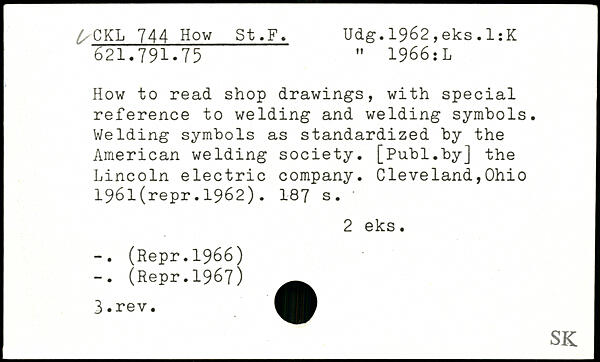 CKL 744 How St.F. Udg.1962,eks.1:K
621.791.75 " 1966:L
How to read shop drawings, with special
reference to welding and welding symbols.
Welding symbols as standardized by the
American welding society. [Publ.by] the
Lincoln electric company. Cleveland,Ohio
1961(repr.1962). 187 s.
2 eks.
-. (Repr.1966)
-. (Repr.1967)
3.rev.
SK